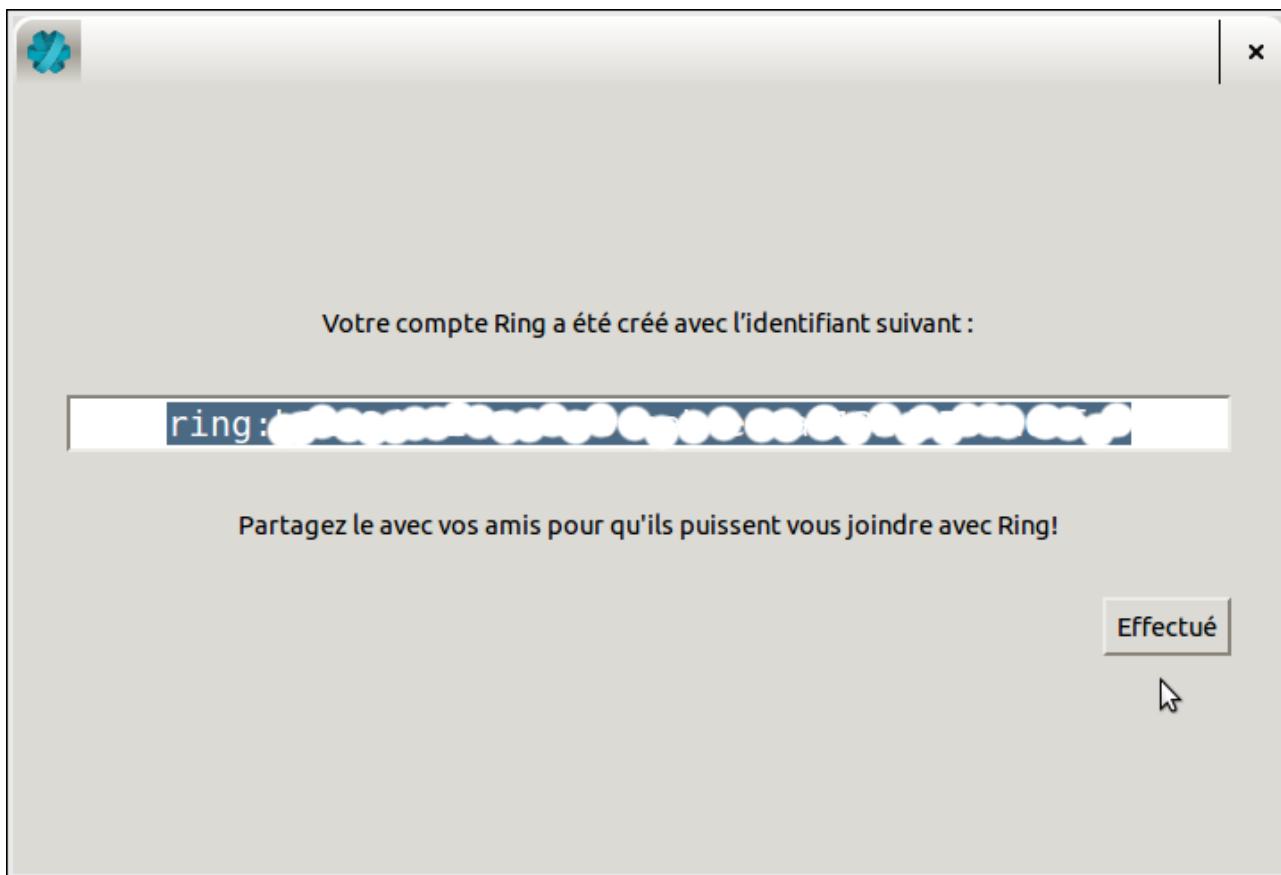 Votre compte Ring a été créé avec l’identifiant suivant :
ring:
Partagez le avec vos amis pour qu'ils puissent vous joindre avec Ring!
Effectué